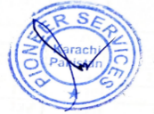 PIONEER SERVICES
Karachi
Pakistan